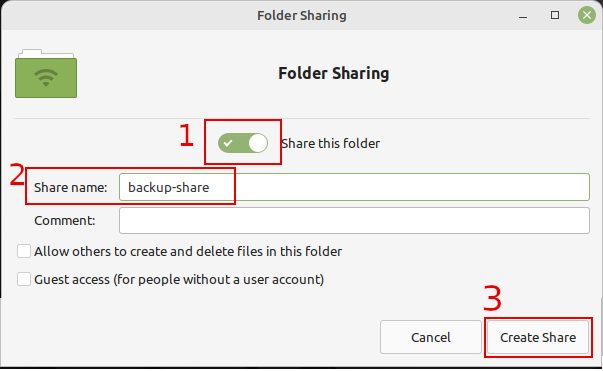 Folder Sharing
Folder Sharing
1
Share this folder
2
Share name: backup-share
Comment:
Allow others to create and delete files in this folder
Guest access (for people without a user account)
3
Cancel Create Share